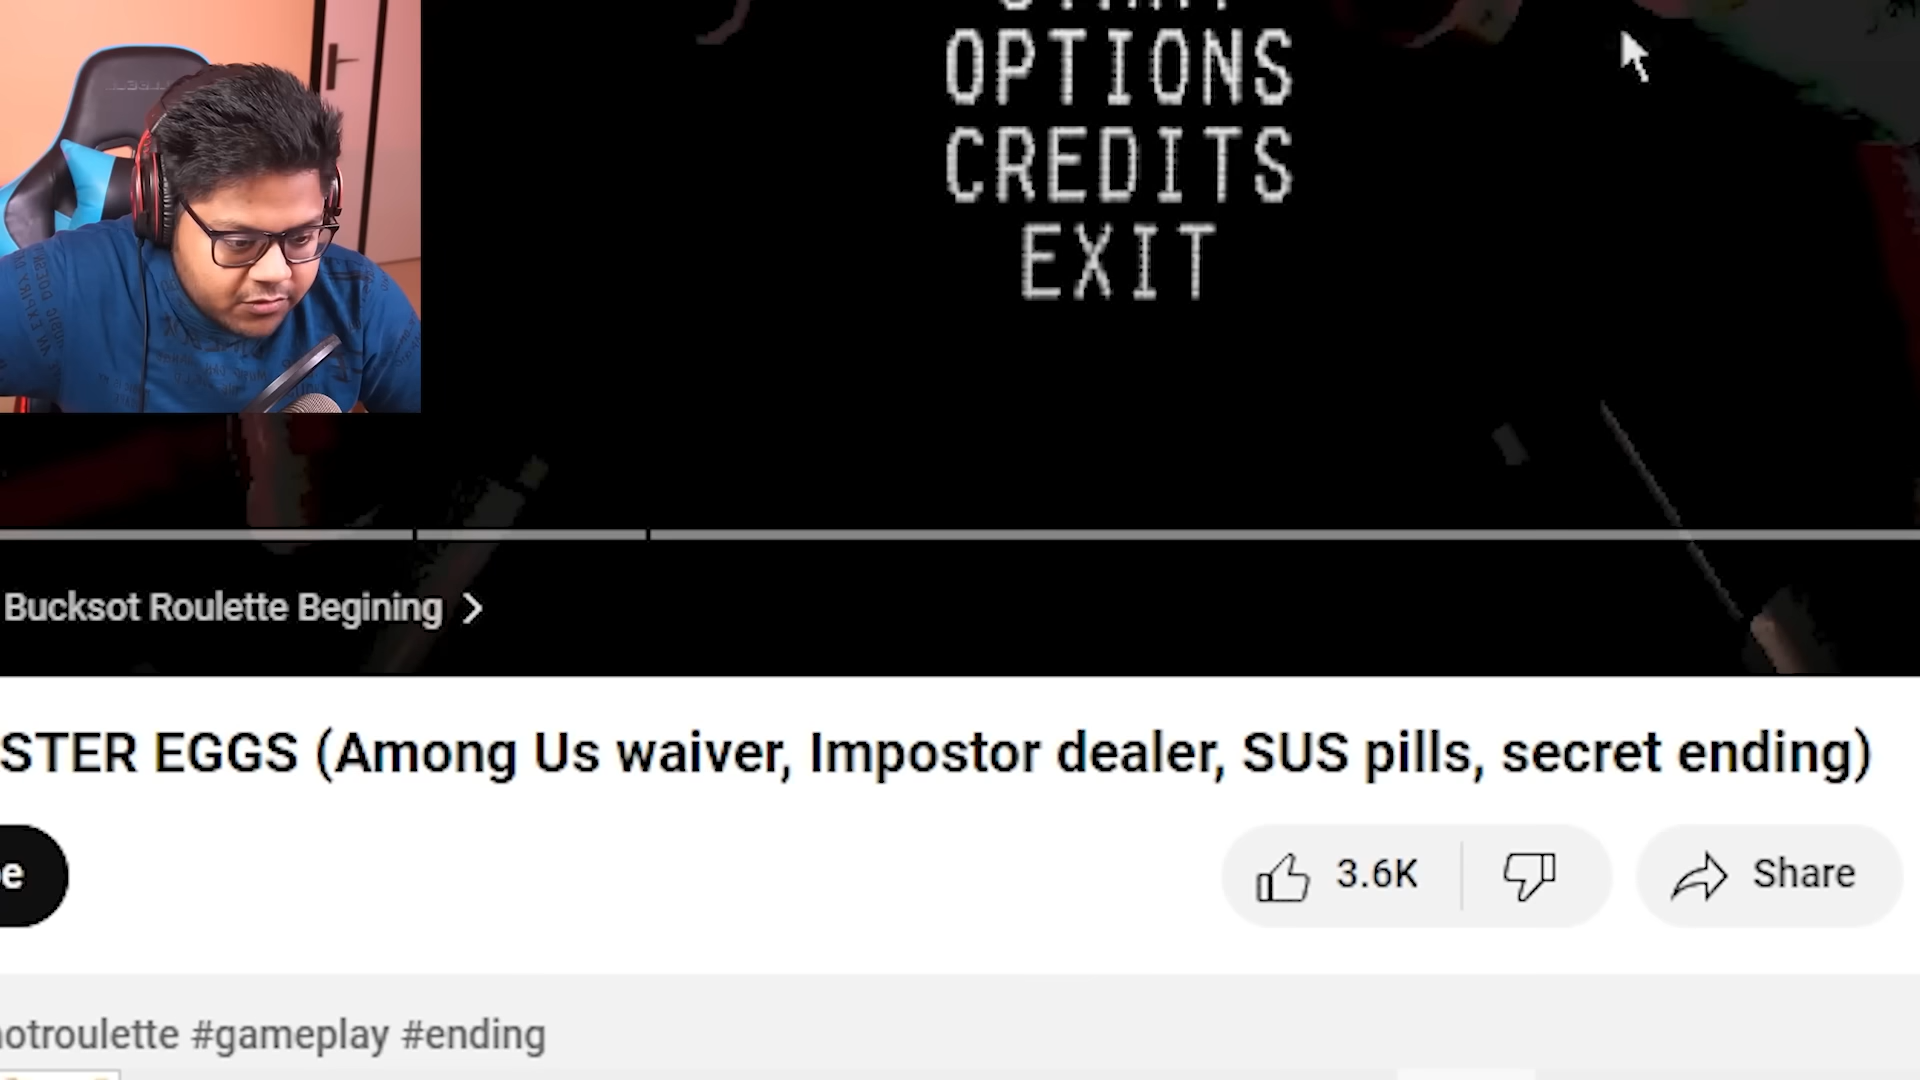 OPTIONS
CREDITS
EXIT
Bucksot Roulette Begining
STER EGGS (Among Us waiver, Impostor dealer, SUS pills, secret ending)
3.6K
Share
otroulette #gameplay #ending